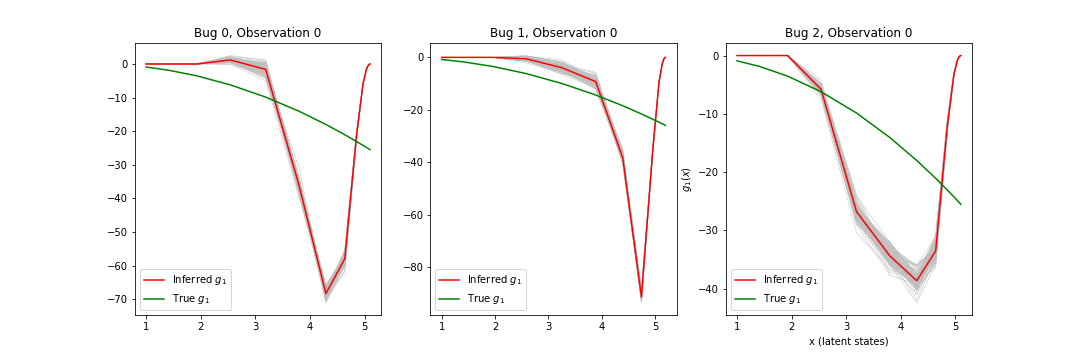 Bug 0, Observation 0
0
−10
−20
−30
−40
−50
−60
−70
Inferred g₁
True g₁
1 2 3 4 5
Bug 1, Observation 0
0
−20
−40
−60
−80
Inferred g₁
True g₁
1 2 3 4 5
Bug 2, Observation 0
g₁(x)
0
−10
−20
−30
−40
Inferred g₁
True g₁
1 2 3 4 5
x (latent states)